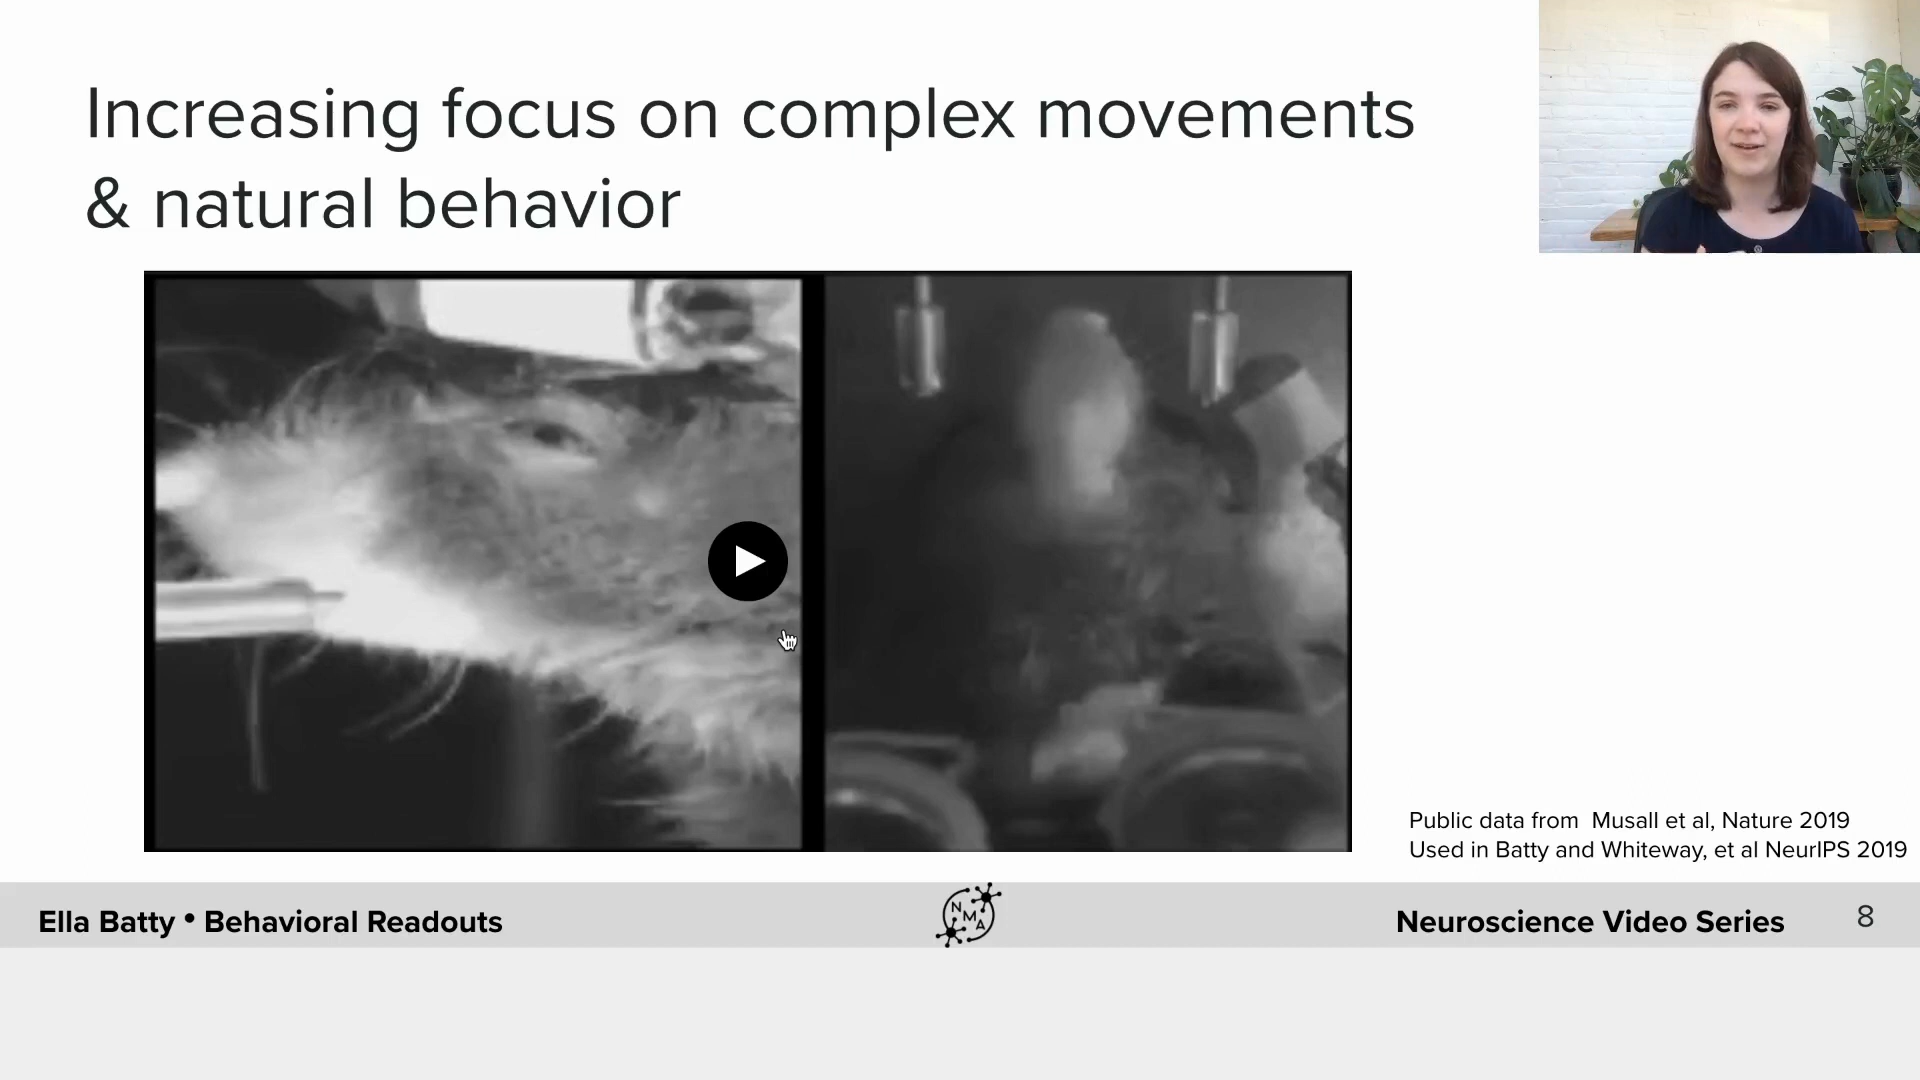 Increasing focus on complex movements
& natural behavior
Public data from Musall et al, Nature 2019
Used in Batty and Whiteway, et al NeurIPS 2019
Ella Batty • Behavioral Readouts
N
M
A
Neuroscience Video Series
8